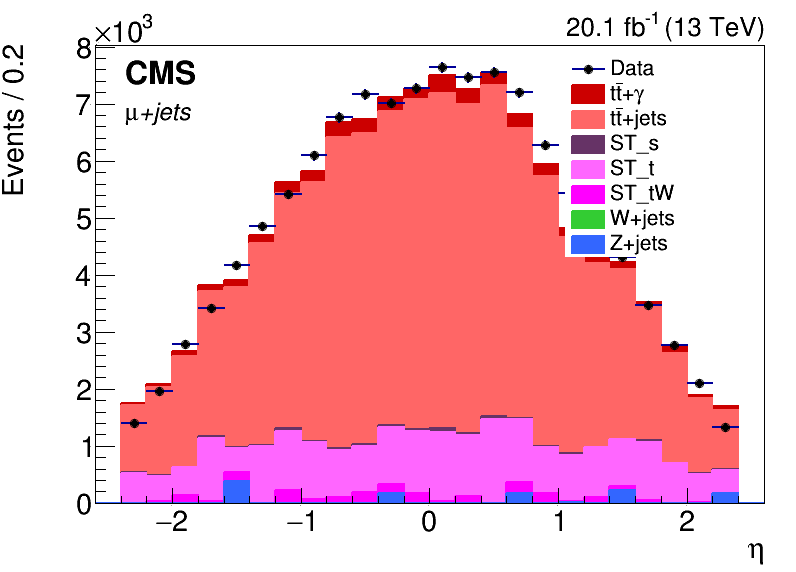 ×10³
20.1 fb⁻¹ (13 TeV)
Events / 0.2
CMS
μ+jets
Data
tt̄+γ
tt̄+jets
ST_s
ST_t
ST_tW
W+jets
Z+jets
8
7
6
5
4
3
2
1
0
−2 −1 0 1 2
η